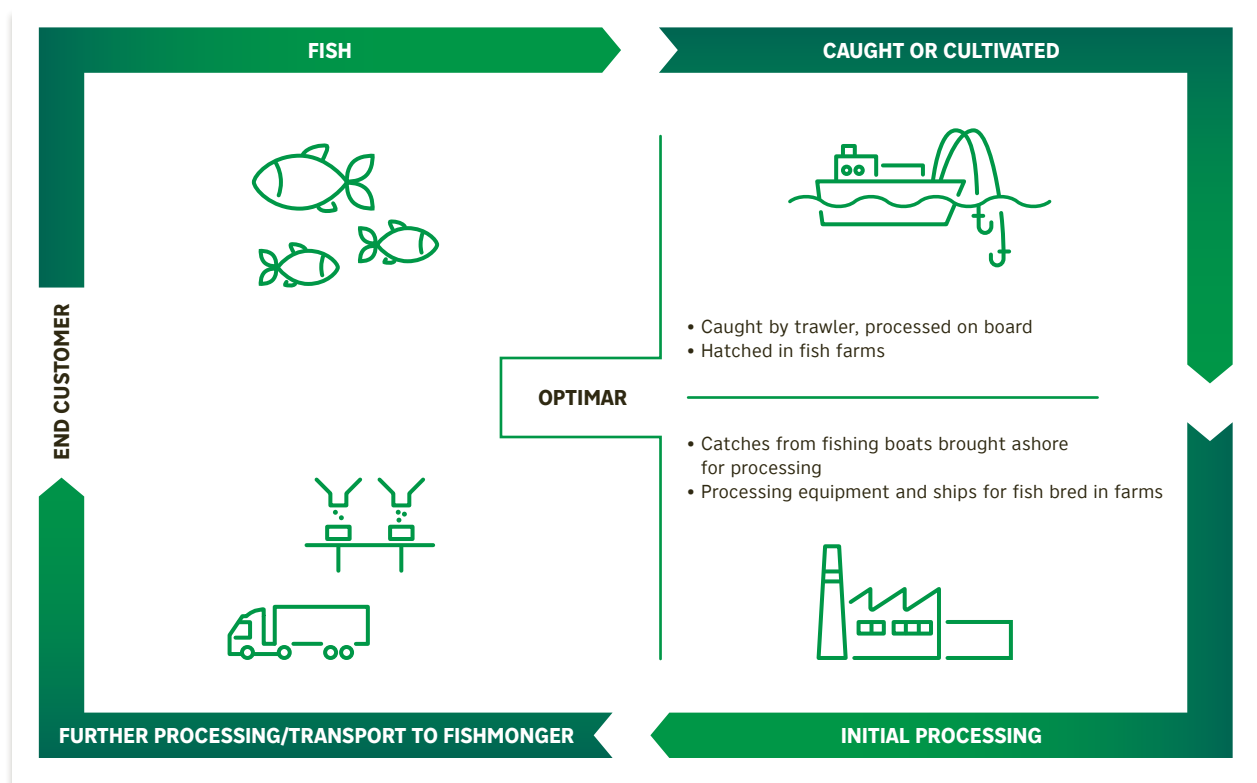 FISH
CAUGHT OR CULTIVATED
• Caught by trawler, processed on board
• Hatched in fish farms
OPTIMAR
• Catches from fishing boats brought ashore
for processing
• Processing equipment and ships for fish bred in farms
INITIAL PROCESSING
FURTHER PROCESSING/TRANSPORT TO FISHMONGER
END CUSTOMER